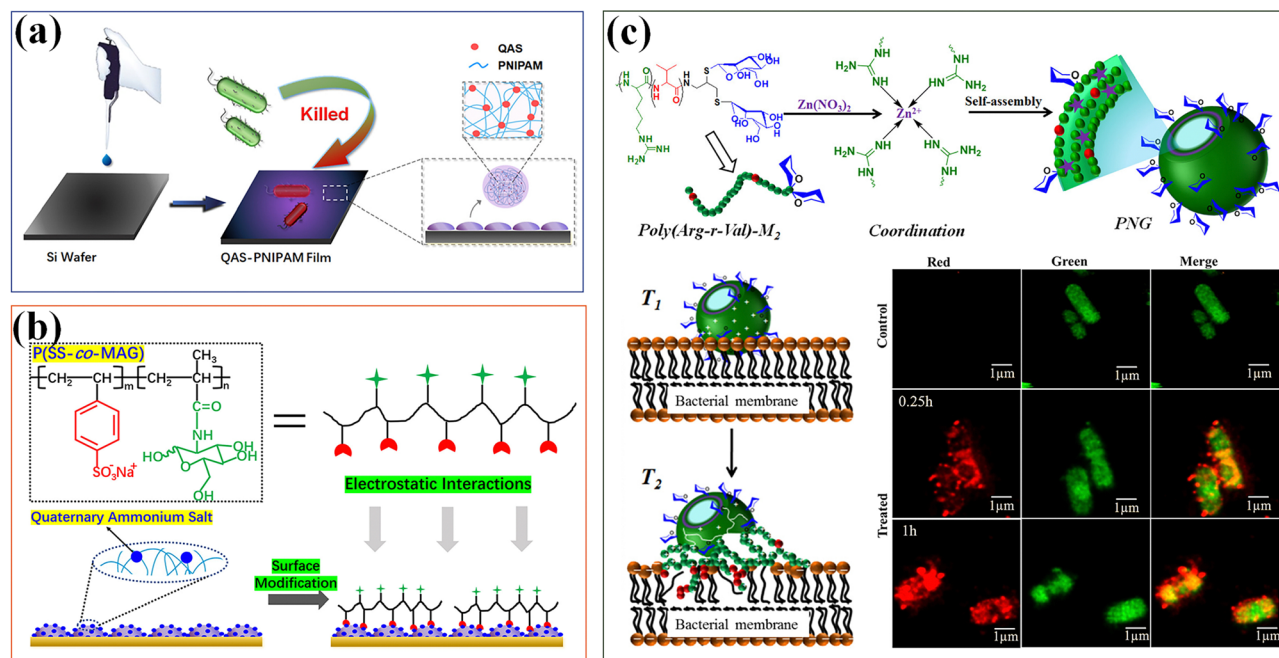 (a)
QAS
PNIPAM
Killed
Si Wafer
QAS-PNIPAM Film
(b)
P(SS-co-MAG)
CH₃
CH₂ CH m CH₂ CH n
C=O
NH
OH
HO
OH
SO₃⁻Na⁺
OH
Electrostatic Interactions
Quaternary Ammonium Salt
Surface
Modification
(c)
Zn(NO₃)₂
Zn²⁺
Self-assembly
Poly(Arg-r-Val)-M₂
Coordination
PNG
T₁
Bacterial membrane
T₂
Bacterial membrane
Red Green Merge
Control
1μm 1μm 1μm
Treated
0.25h
1μm 1μm 1μm
1h
1μm 1μm 1μm